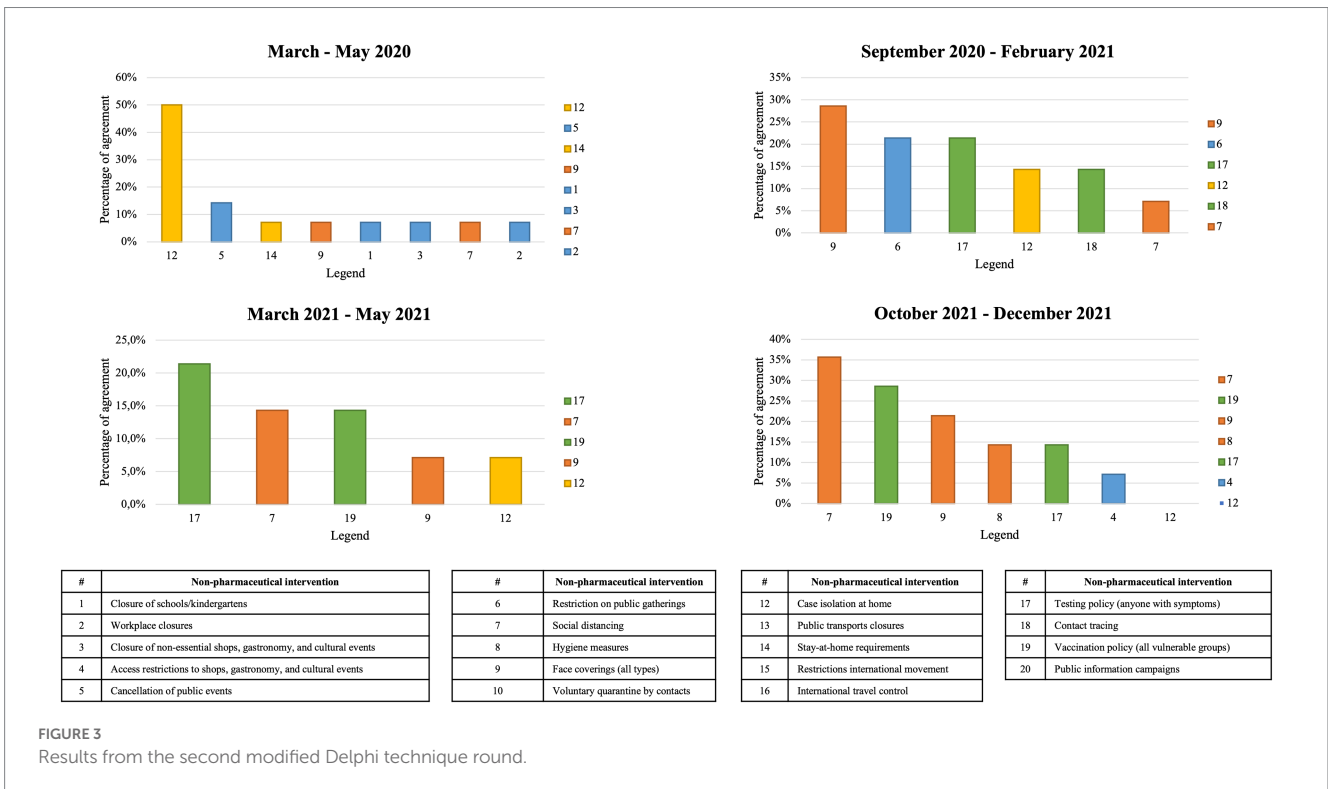 March - May 2020
Percentage of agreement
60%
50%
40%
30%
20%
10%
0%
12 5 14 9 1 3 7 2
Legend
12
5
14
9
1
3
7
2
September 2020 - February 2021
Percentage of agreement
35%
30%
25%
20%
15%
10%
5%
0%
9 6 17 12 18 7
Legend
9
6
17
12
18
7
March 2021 - May 2021
Percentage of agreement
25,0%
20,0%
15,0%
10,0%
5,0%
0,0%
17 7 19 9 12
Legend
17
7
19
9
12
October 2021 - December 2021
Percentage of agreement
40%
35%
30%
25%
20%
15%
10%
5%
0%
7 19 9 8 17 4 12
Legend
7
19
9
8
17
4
12
# Non-pharmaceutical intervention
1 Closure of schools/kindergartens
2 Workplace closures
3 Closure of non-essential shops, gastronomy, and cultural events
4 Access restrictions to shops, gastronomy, and cultural events
5 Cancellation of public events
# Non-pharmaceutical intervention
6 Restriction on public gatherings
7 Social distancing
8 Hygiene measures
9 Face coverings (all types)
10 Voluntary quarantine by contacts
# Non-pharmaceutical intervention
12 Case isolation at home
13 Public transports closures
14 Stay-at-home requirements
15 Restrictions international movement
16 International travel control
# Non-pharmaceutical intervention
17 Testing policy (anyone with symptoms)
18 Contact tracing
19 Vaccination policy (all vulnerable groups)
20 Public information campaigns
FIGURE 3
Results from the second modified Delphi technique round.